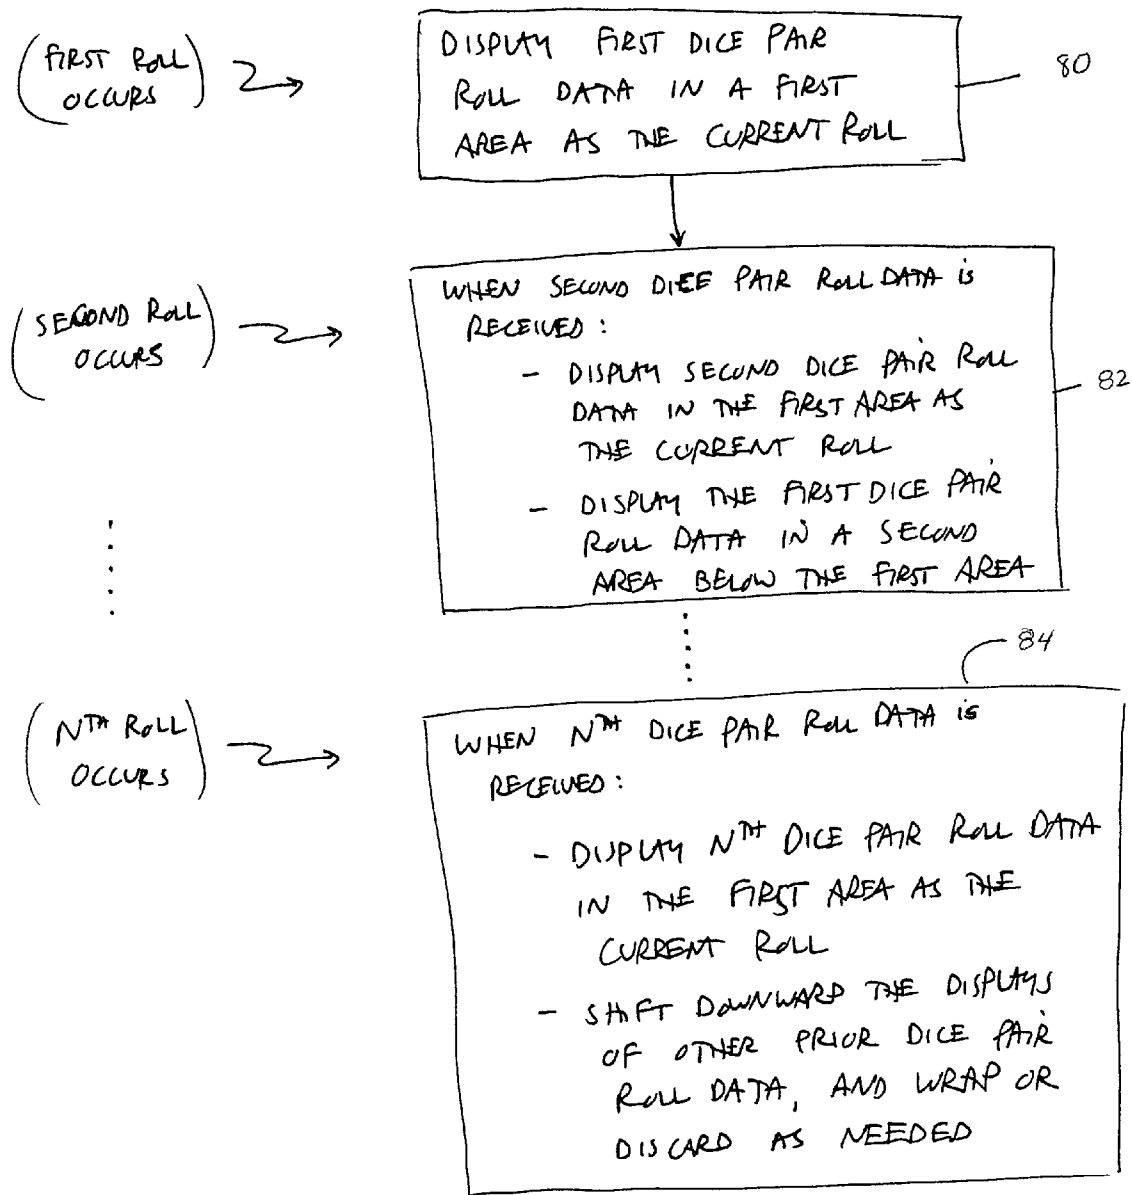 (FIRST ROLL
OCCURS)
DISPLAY FIRST DICE PAIR
ROLL DATA IN A FIRST
AREA AS THE CURRENT ROLL
80
(SECOND ROLL
OCCURS)
WHEN SECOND DICE PAIR ROLL DATA is
RECEIVED:
- DISPLAY SECOND DICE PAIR ROLL
DATA IN THE FIRST AREA AS
THE CURRENT ROLL
- DISPLAY THE FIRST DICE PAIR
ROLL DATA IN A SECOND
AREA BELOW THE FIRST AREA
82
84
(NTH ROLL
OCCURS)
WHEN NTH DICE PAIR ROLL DATA is
RECEIVED:
- DISPLAY NTH DICE PAIR ROLL DATA
IN THE FIRST AREA AS THE
CURRENT ROLL
- SHIFT DOWNWARD THE DISPLAYS
OF OTHER PRIOR DICE PAIR
ROLL DATA, AND WRAP OR
DISCARD AS NEEDED